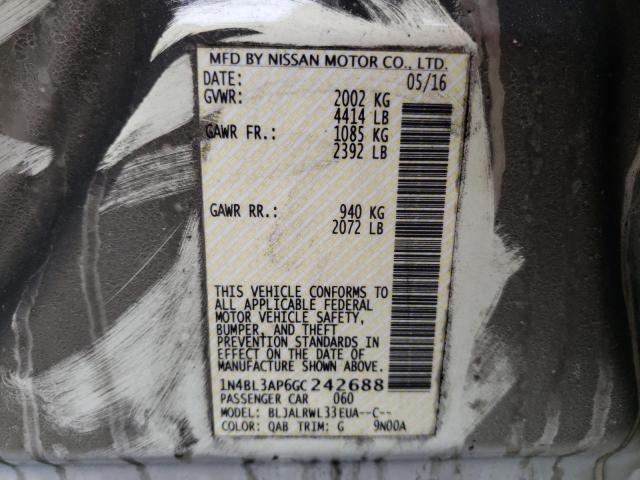 MFD BY NISSAN MOTOR CO., LTD.
DATE: 05/16
GVWR: 2002 KG
4414 LB
GAWR FR.: 1085 KG
2392 LB
GAWR RR.: 940 KG
2072 LB
THIS VEHICLE CONFORMS TO
ALL APPLICABLE FEDERAL
MOTOR VEHICLE SAFETY,
BUMPER, AND THEFT
PREVENTION STANDARDS IN
EFFECT ON THE DATE OF
MANUFACTURE SHOWN ABOVE.
1N4BL3AP6GC242688
PASSENGER CAR 060
MODEL: BLJALRWL33EUA--C--
COLOR: QAB TRIM: G 9N00A